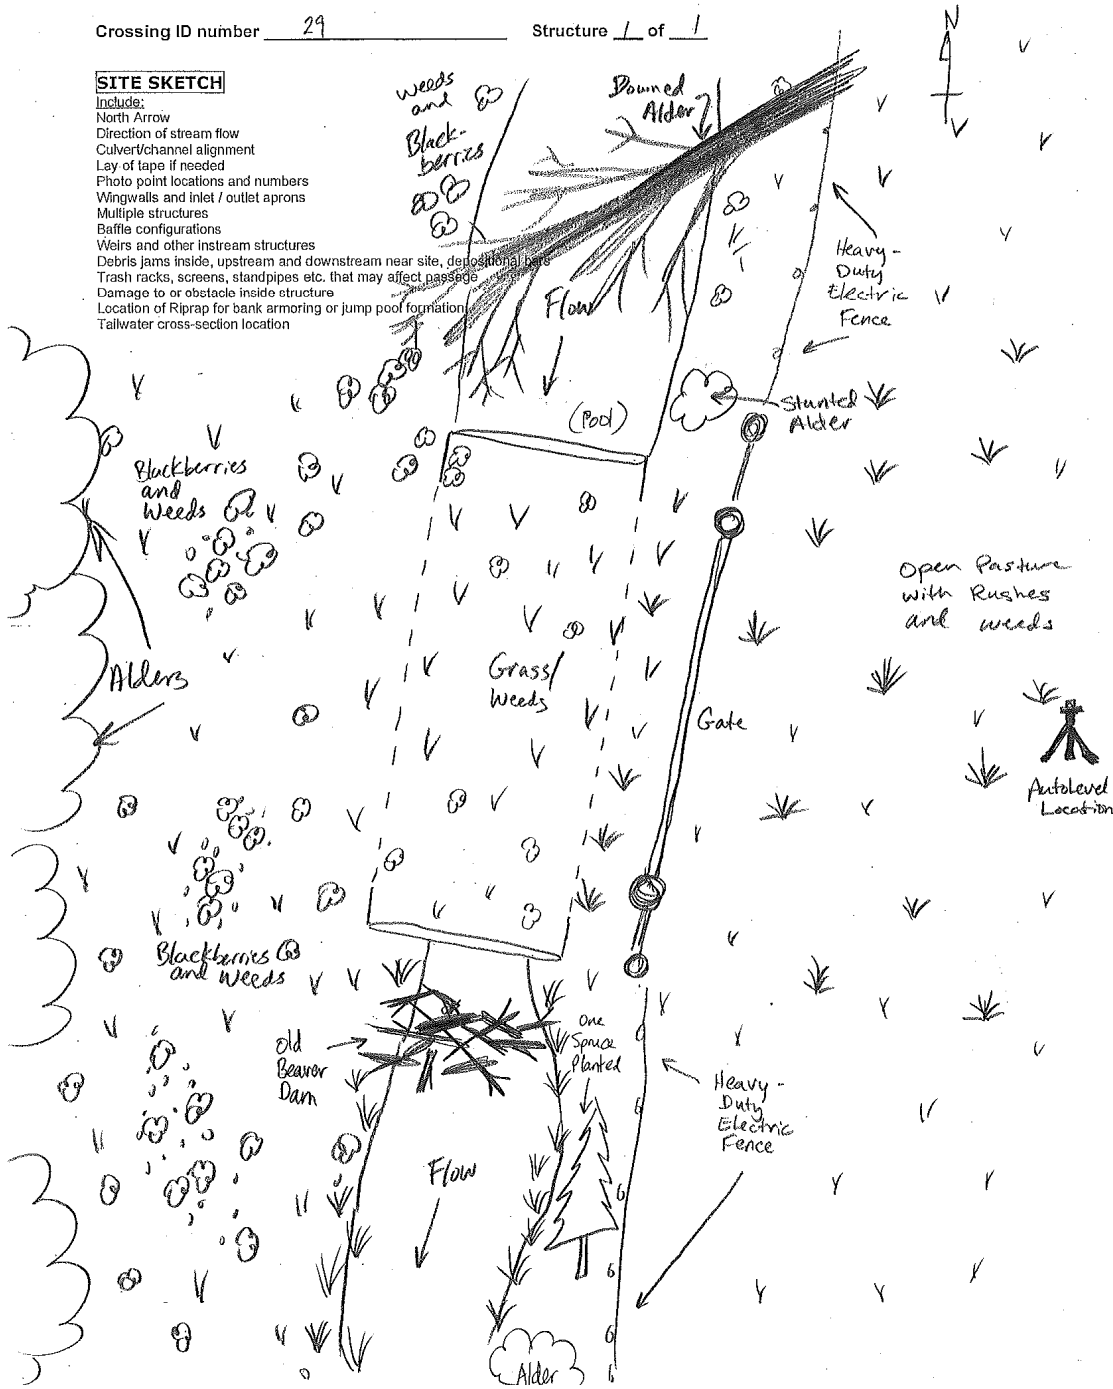 Crossing ID number 29 Structure 1 of 1
N
SITE SKETCH
Include:
North Arrow
Direction of stream flow
Culvert/channel alignment
Lay of tape if needed
Photo point locations and numbers
Wingwalls and inlet / outlet aprons
Multiple structures
Baffle configurations
Weirs and other instream structures
Debris jams inside, upstream and downstream near site, depositional bars
Trash racks, screens, standpipes etc. that may affect passage
Damage to or obstacle inside structure
Location of Riprap for bank armoring or jump pool formation
Tailwater cross-section location
Weeds
and
Black-
berries
Downed
Alder
Heavy-
Duty
Electric
Fence
Flow
(Pool)
Stunted
Alder
Blackberries
and
Weeds
Open Pasture
with Rushes
and weeds
Alders
Grass/
Weeds
Gate
Autolevel
Location
Blackberries
and Weeds
Old
Beaver
Dam
One
Spruce
Planted
Heavy-
Duty
Electric
Fence
Flow
Alder